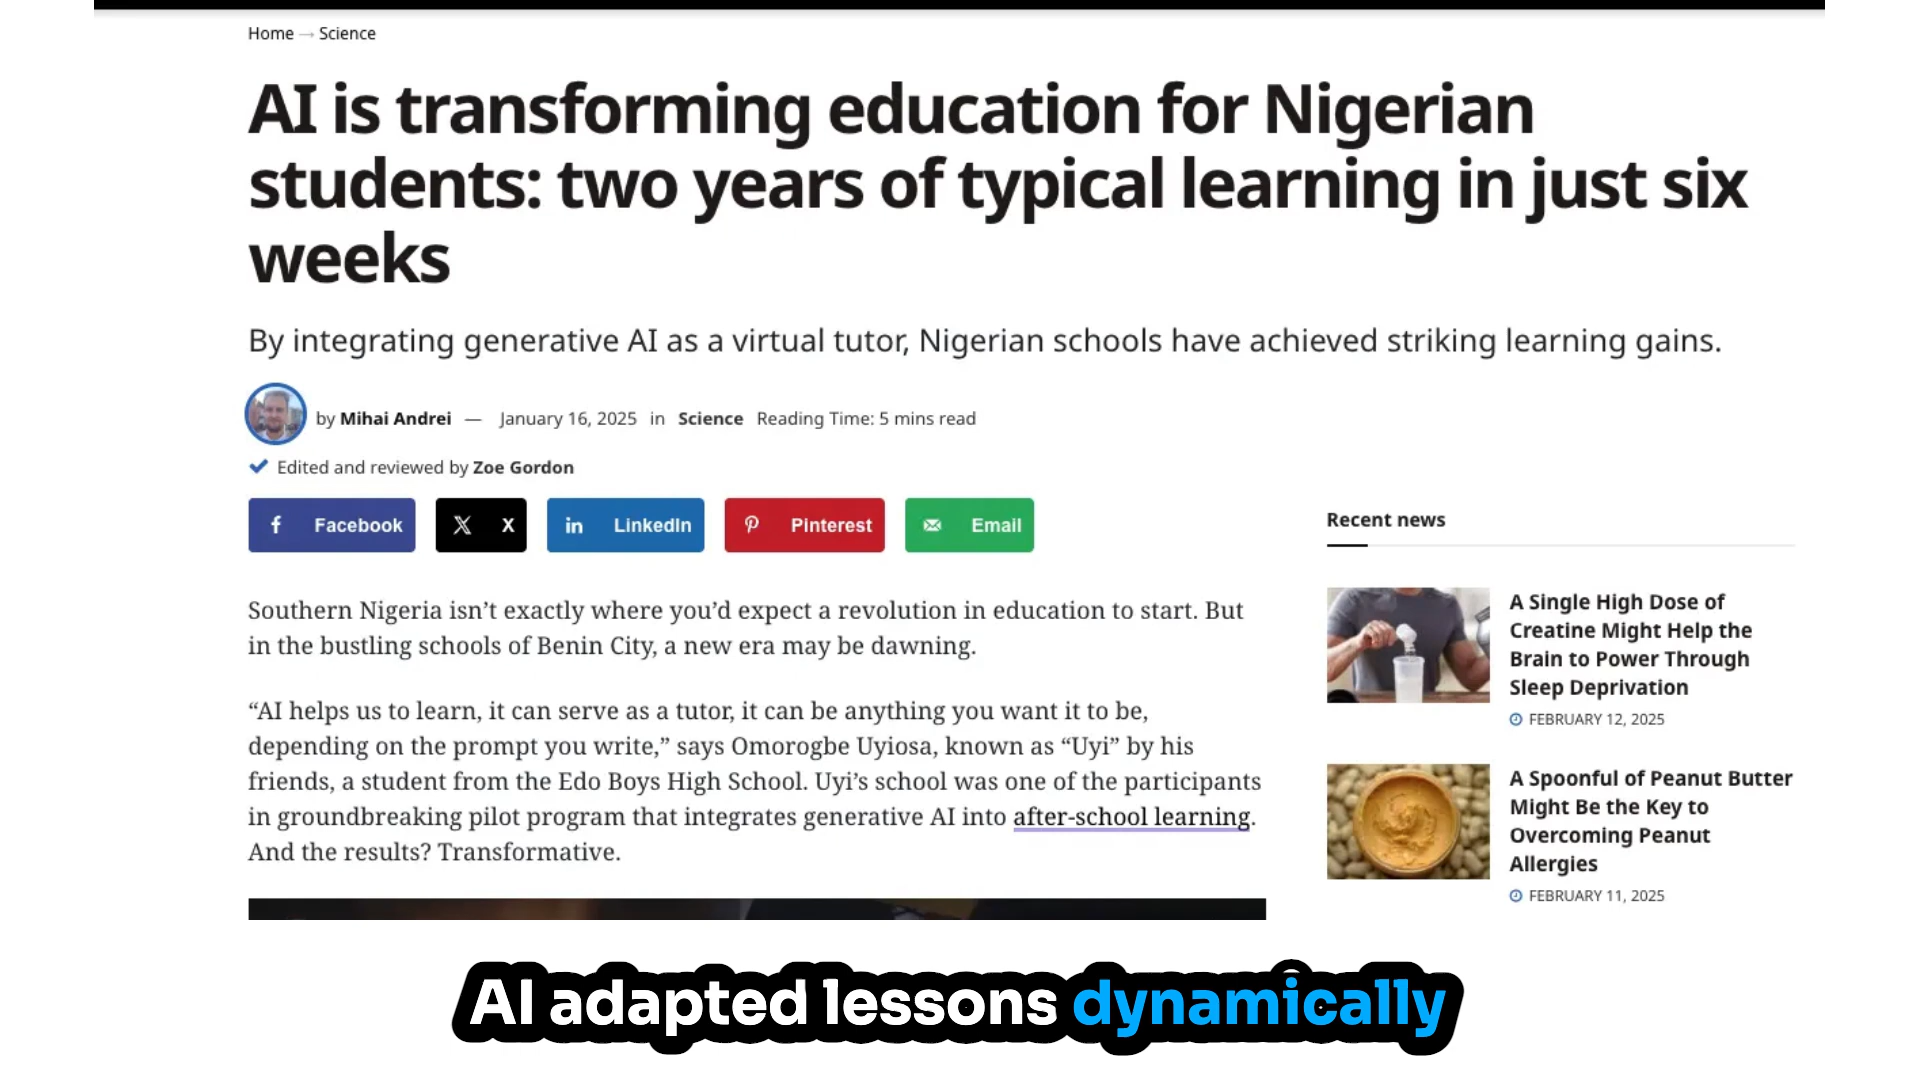 Home → Science
AI is transforming education for Nigerian
students: two years of typical learning in just six
weeks
By integrating generative AI as a virtual tutor, Nigerian schools have achieved striking learning gains.
by Mihai Andrei — January 16, 2025 in Science Reading Time: 5 mins read
Edited and reviewed by Zoe Gordon
Facebook X LinkedIn Pinterest Email
Southern Nigeria isn’t exactly where you’d expect a revolution in education to start. But
in the bustling schools of Benin City, a new era may be dawning.
“AI helps us to learn, it can serve as a tutor, it can be anything you want it to be,
depending on the prompt you write,” says Omorogbe Uyiosa, known as “Uyi” by his
friends, a student from the Edo Boys High School. Uyi’s school was one of the participants
in groundbreaking pilot program that integrates generative AI into after-school learning.
And the results? Transformative.
Recent news
A Single High Dose of
Creatine Might Help the
Brain to Power Through
Sleep Deprivation
FEBRUARY 12, 2025
A Spoonful of Peanut Butter
Might Be the Key to
Overcoming Peanut
Allergies
FEBRUARY 11, 2025
AI adapted lessons dynamically